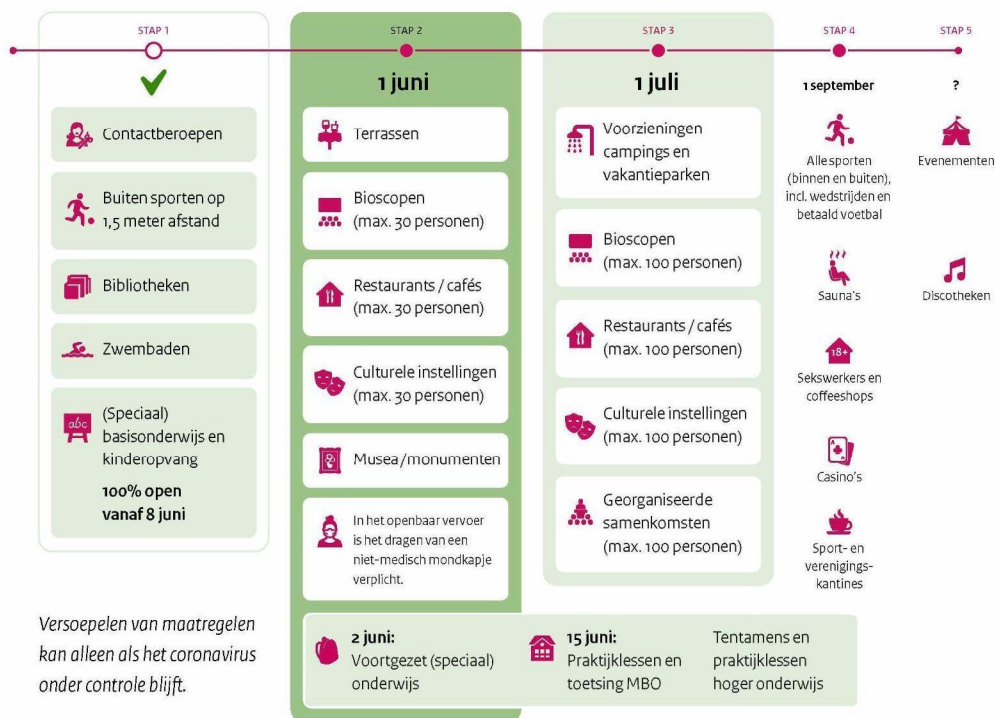 STAP 1
Contactberoepen
Buiten sporten op
1,5 meter afstand
Bibliotheken
Zwembaden
abc
(Speciaal)
basisonderwijs en
kinderopvang
100% open
vanaf 8 juni
STAP 2
1 juni
Terrassen
Bioscopen
(max. 30 personen)
Restaurants / cafés
(max. 30 personen)
Culturele instellingen
(max. 30 personen)
Musea/monumenten
In het openbaar vervoer
is het dragen van een
niet-medisch mondkapje
verplicht.
STAP 3
1 juli
Voorzieningen
campings en
vakantieparken
Bioscopen
(max. 100 personen)
Restaurants / cafés
(max. 100 personen)
Culturele instellingen
(max. 100 personen)
Georganiseerde
samenkomsten
(max. 100 personen)
STAP 4
1 september
Alle sporten
(binnen en buiten),
incl. wedstrijden en
betaald voetbal
Sauna's
18+
Sekswerkers en
coffeeshops
A
Casino's
Sport- en
verenigings-
kantines
STAP 5
?
Evenementen
Discotheken
2 juni:
Voortgezet (speciaal)
onderwijs
15 juni:
Praktijklessen en
toetsing MBO
Tentamens en
praktijklessen
hoger onderwijs
Versoepelen van maatregelen
kan alleen als het coronavirus
onder controle blijft.